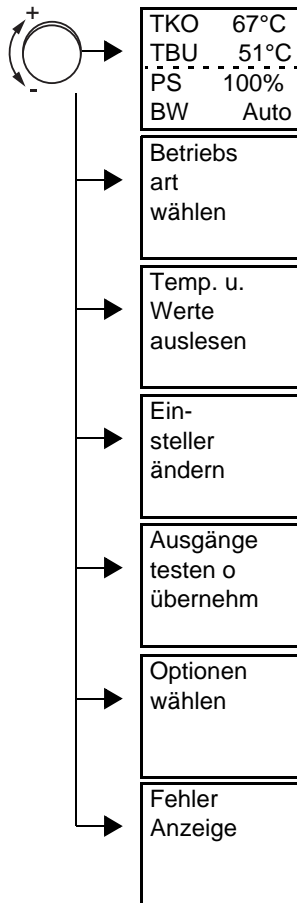 +
-
TKO 67°C
TBU 51°C
PS 100%
BW Auto
Betriebs
art
wählen
Temp. u.
Werte
auslesen
Ein-
steller
ändern
Ausgänge
testen o
übernehm
Optionen
wählen
Fehler
Anzeige